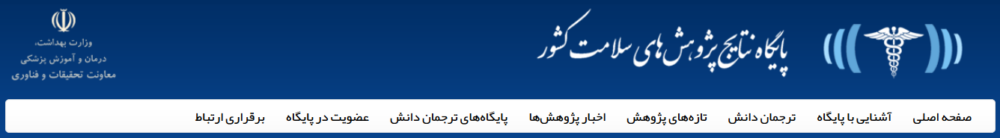 پایگاه نتایج پژوهش‌های سلامت کشور
وزارت بهداشت،
درمان و آموزش پزشکی
معاونت تحقیقات و فناوری
صفحه اصلی آشنایی با پایگاه ترجمان دانش تازه‌های پژوهش اخبار پژوهش‌ها پایگاه‌های ترجمان دانش عضویت در پایگاه برقراری ارتباط